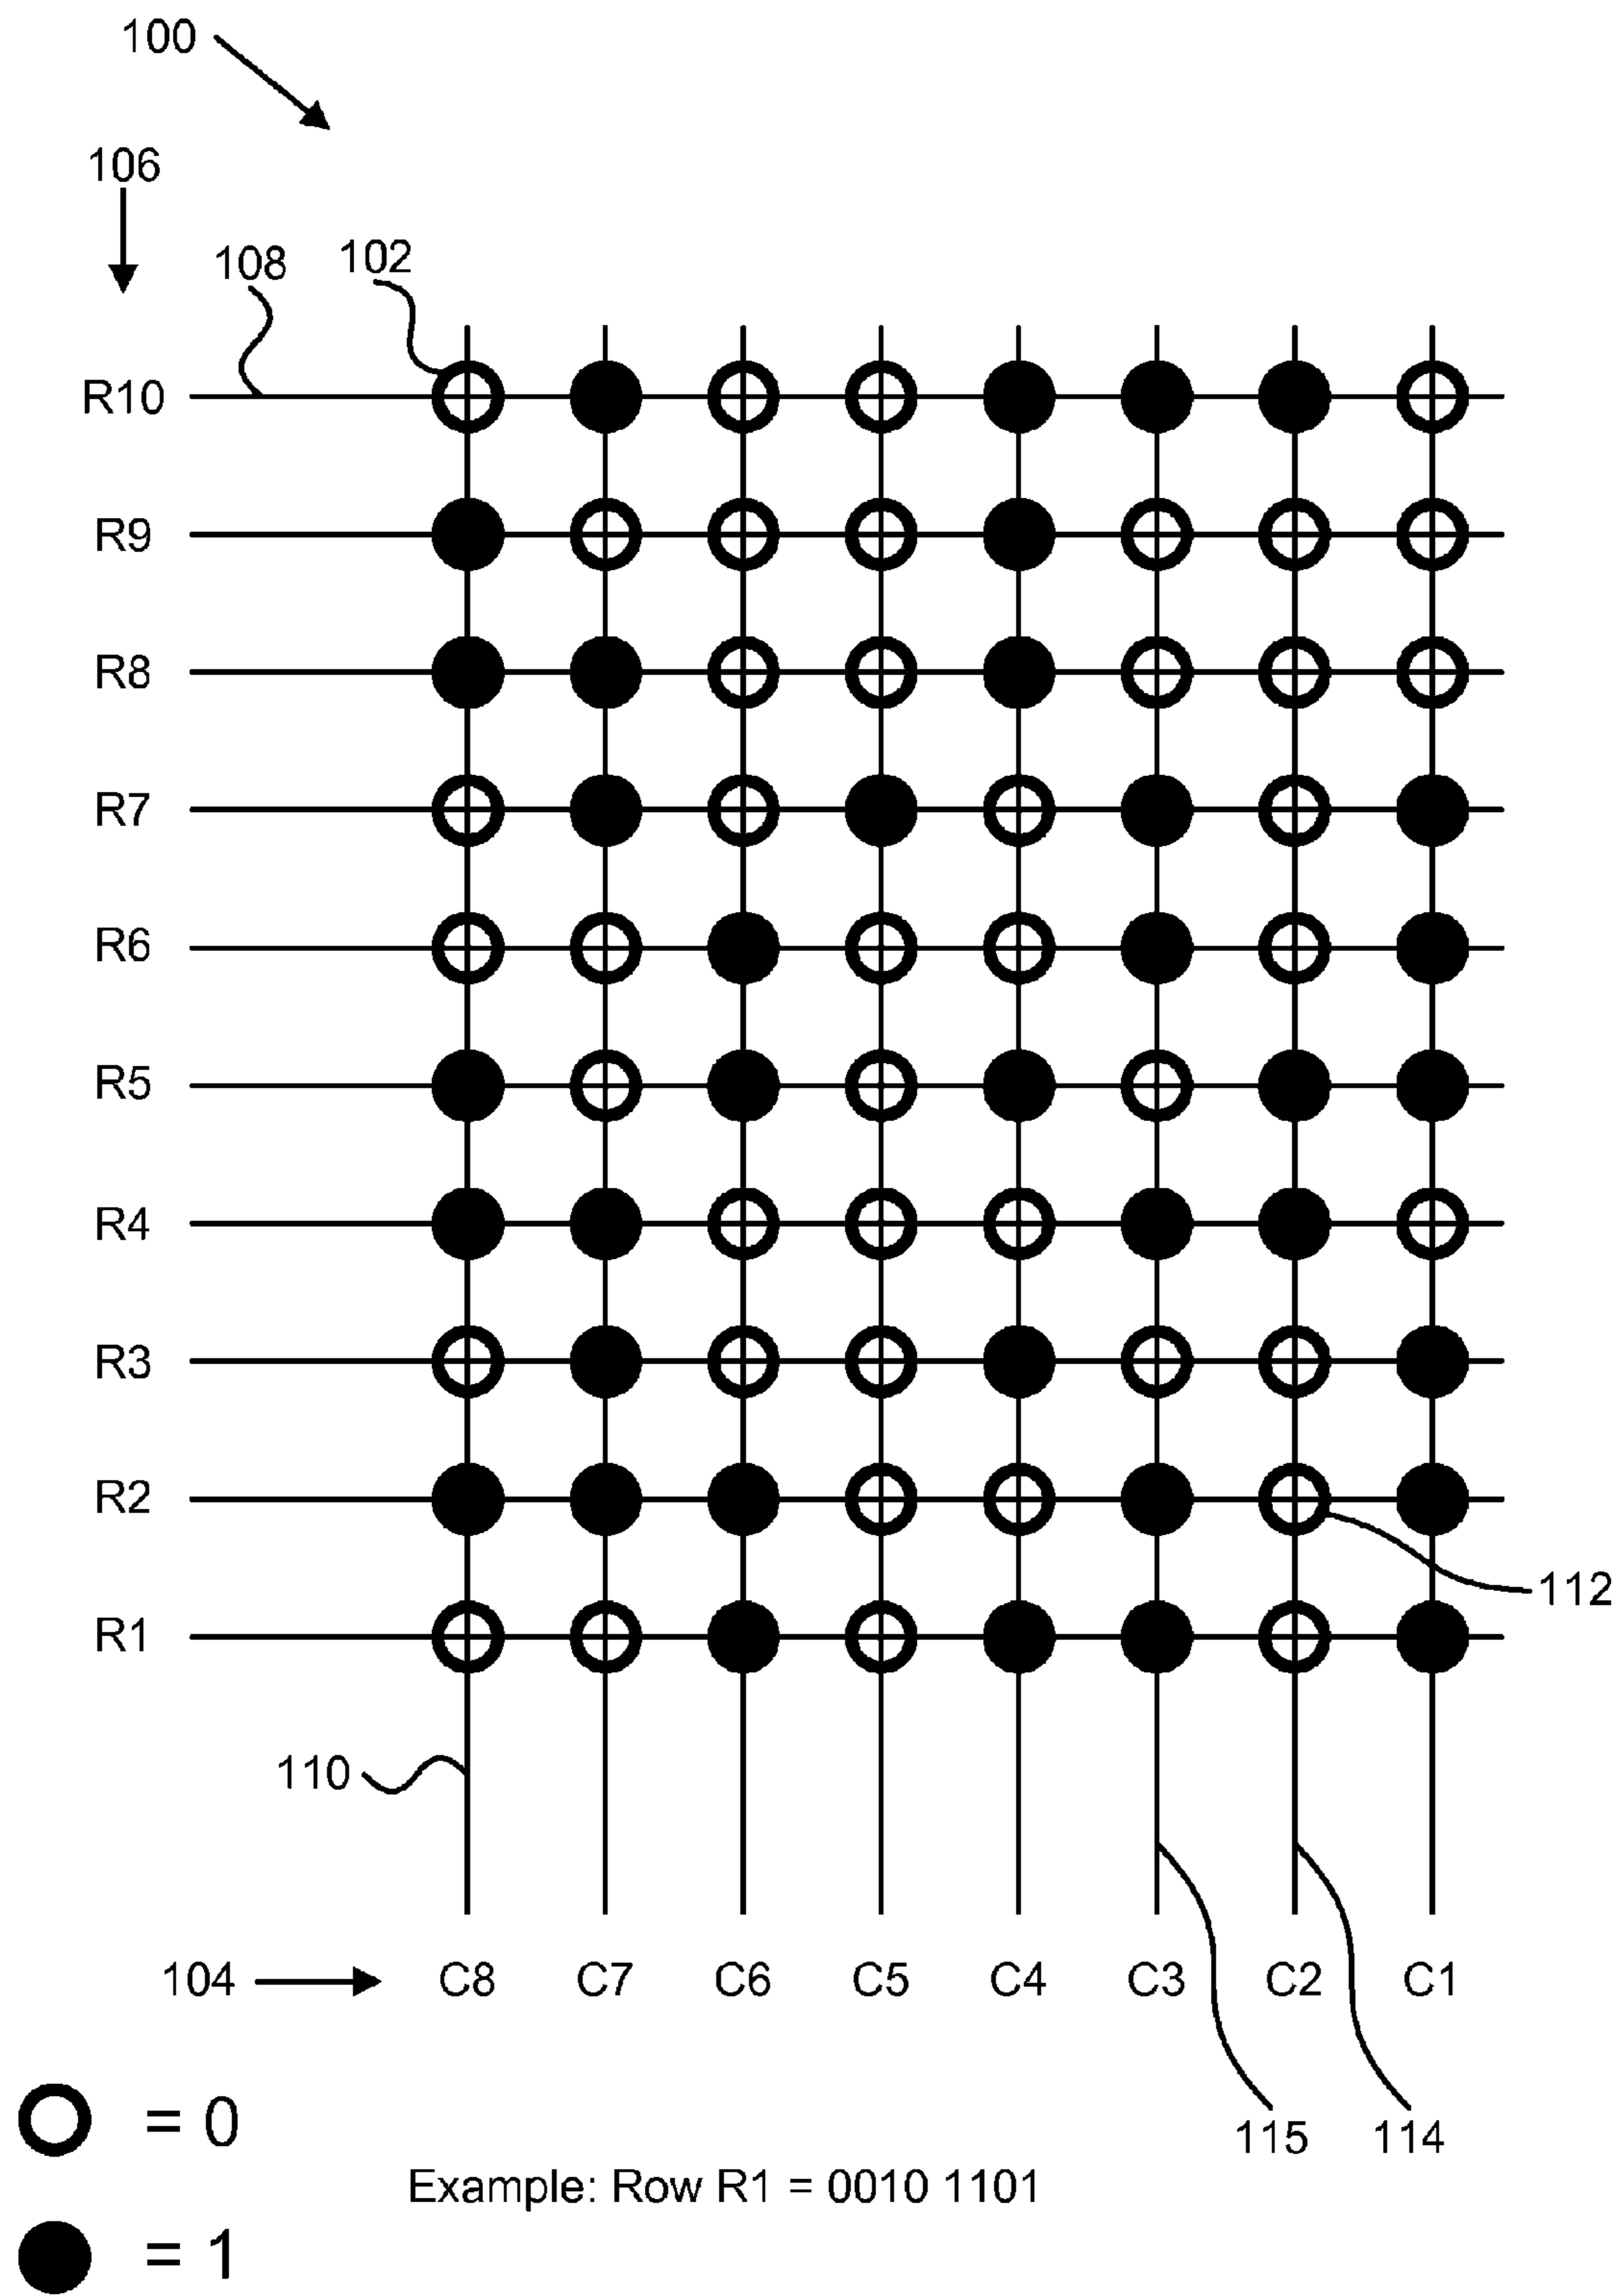 100
106
108 102
R10
R9
R8
R7
R6
R5
R4
R3
R2
112
R1
110
104 C8 C7 C6 C5 C4 C3 C2 C1
= 0
115 114
Example: Row R1 = 0010 1101
= 1